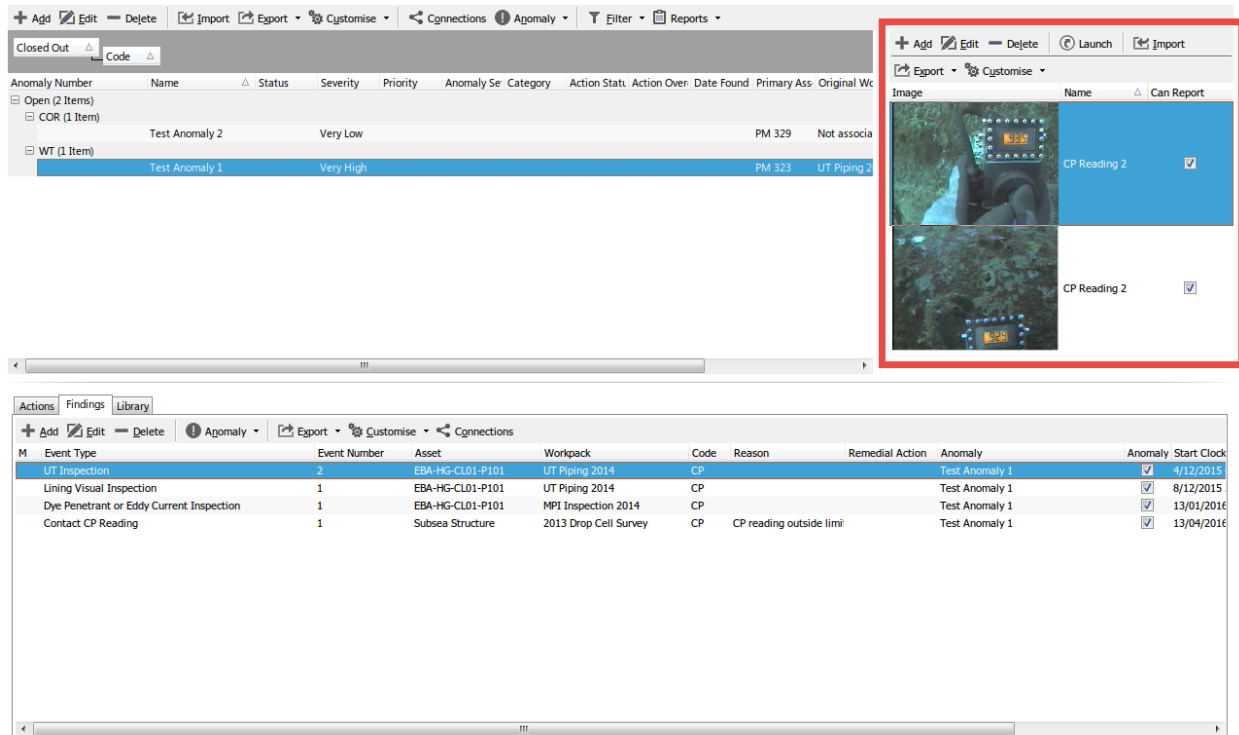 Add Edit Delete Import Export Customise Connections Anomaly Filter Reports
Closed Out
Code
Anomaly Number Name Status Severity Priority Anomaly Se Category Action Statu Action Over Date Found Primary Ass Original Wo
Open (2 Items)
COR (1 Item)
Test Anomaly 2 Very Low PM 329 Not associa
WT (1 Item)
Test Anomaly 1 Very High PM 323 UT Piping 2
Add Edit Delete Launch Import
Export Customise
Image Name Can Report
935
CP Reading 2
CP Reading 2
929
Actions Findings Library
Add Edit Delete Anomaly Export Customise Connections
M Event Type Event Number Asset Workpack Code Reason Remedial Action Anomaly Anomaly Start Clock
UT Inspection 2 EBA-HG-CL01-P101 UT Piping 2014 CP Test Anomaly 1 4/12/2015
Lining Visual Inspection 1 EBA-HG-CL01-P101 UT Piping 2014 CP Test Anomaly 1 8/12/2015
Dye Penetrant or Eddy Current Inspection 1 EBA-HG-CL01-P101 MPI Inspection 2014 CP Test Anomaly 1 13/01/2016
Contact CP Reading 1 Subsea Structure 2013 Drop Cell Survey CP CP reading outside limi Test Anomaly 1 13/04/2016